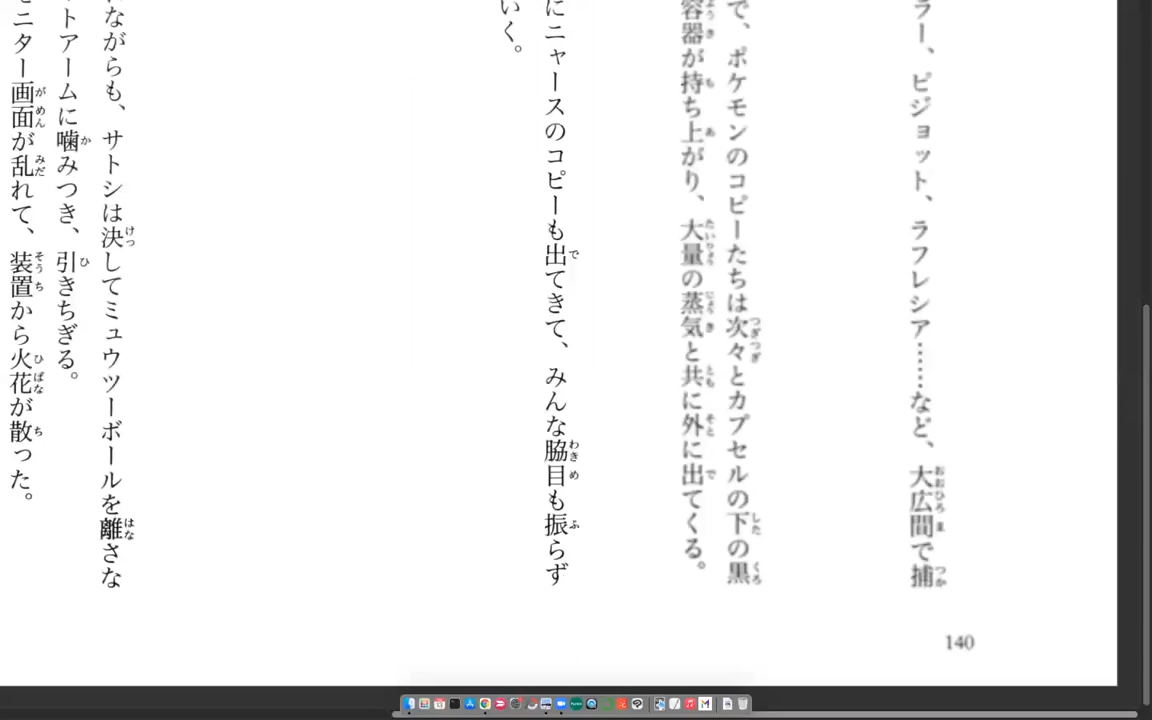 ラー、ピジョット、ラフレシア……など、大広間で捕
で、ポケモンのコピーたちは次々とカプセルの下の黒
容器が持ち上がり、大量の蒸気と共に外に出てくる。
にニャースのコピーも出てきて、みんな脇目も振らず
いく。
ながらも、サトシは決してミュウツーボールを離さな
トアームに噛みつき、引きちぎる。
モニター画面が乱れて、装置から火花が散った。
140